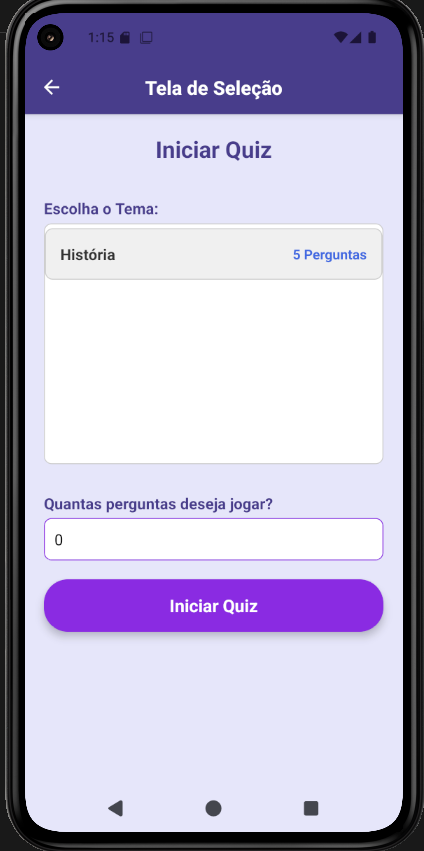 1:15
Tela de Seleção
Iniciar Quiz
Escolha o Tema:
História 5 Perguntas
Quantas perguntas deseja jogar?
0
Iniciar Quiz